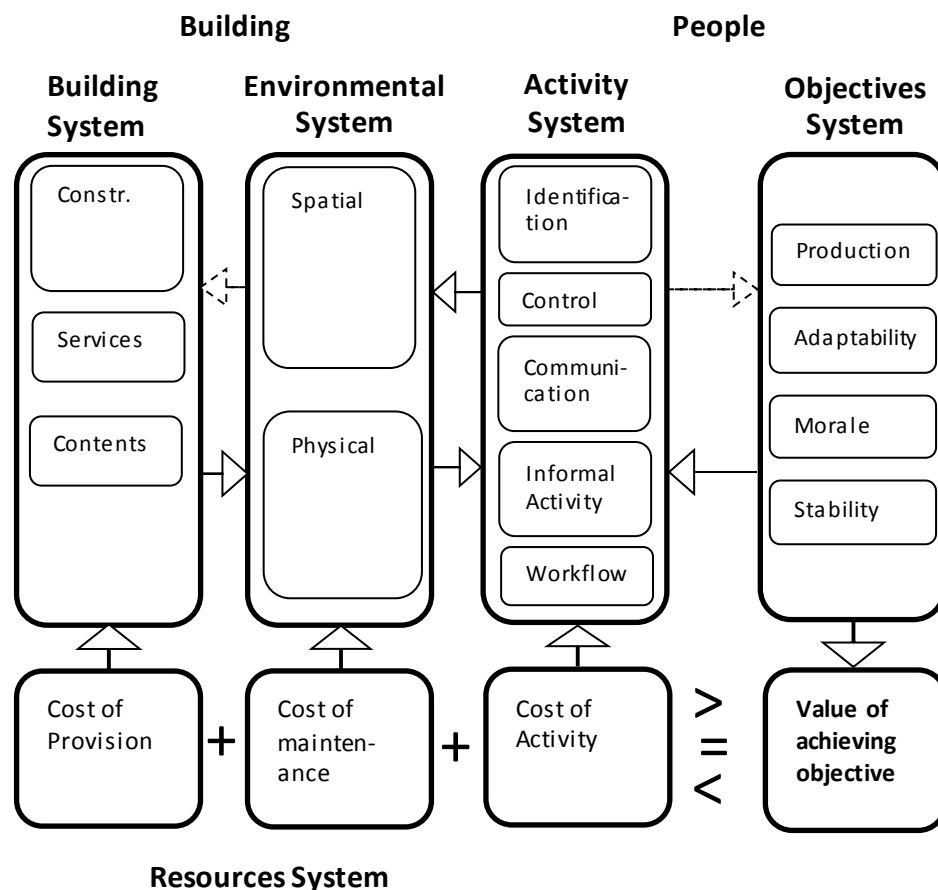 Building
People
Building
System
Environmental
System
Activity
System
Objectives
System
Constr.
Services
Contents
Spatial
Physical
Identifica-
tion
Control
Communi-
cation
Informal
Activity
Workflow
Production
Adaptability
Morale
Stability
Cost of
Provision
+
Cost of
mainten-
ance
+
Cost of
Activity
>
=
<
Value of
achieving
objective
Resources System